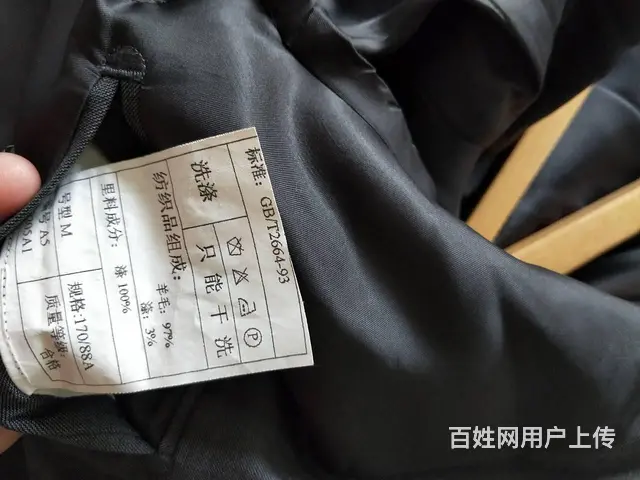 标准: GB/T2664-93
洗涤
只能干洗
Ⓟ
纺织品组成:
羊毛: 97%
涤: 3%
里料成分: 涤 100%
号型 M
规格:170/88A
号 A5
质量等级: 合格
百姓网用户上传